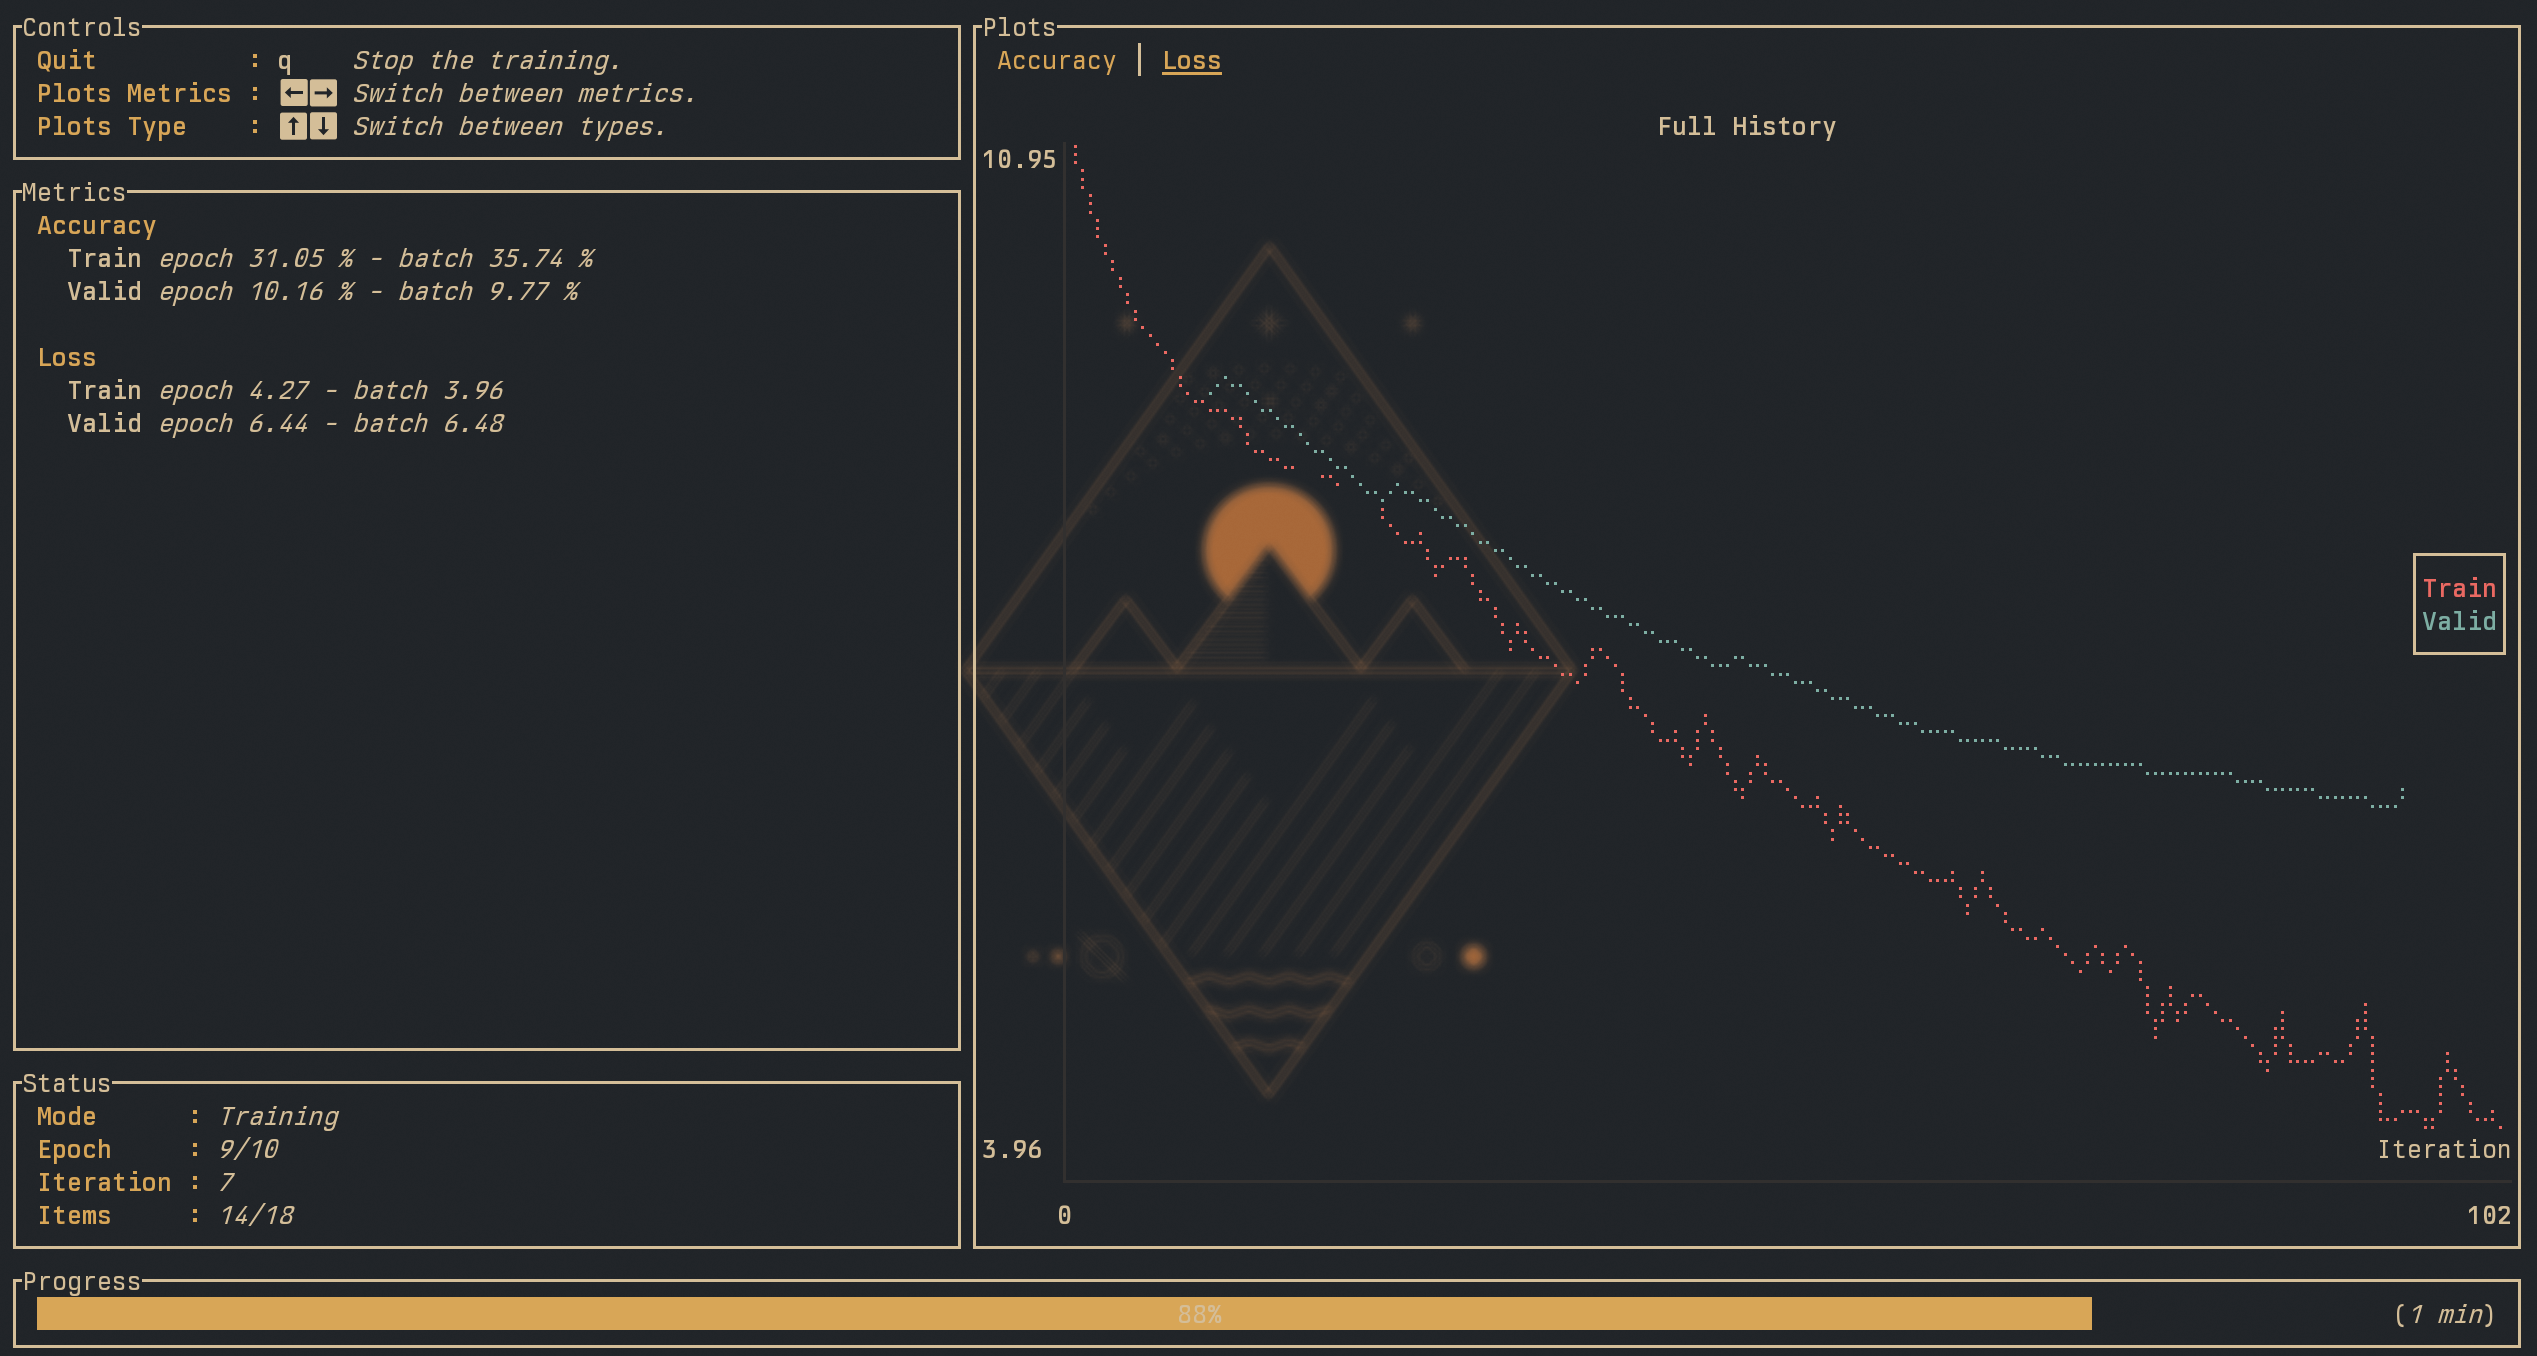 Controls
Quit : q Stop the training.
Plots Metrics : ←→ Switch between metrics.
Plots Type : ↑↓ Switch between types.
Metrics
Accuracy
Train epoch 31.05 % - batch 35.74 %
Valid epoch 10.16 % - batch 9.77 %
Loss
Train epoch 4.27 - batch 3.96
Valid epoch 6.44 - batch 6.48
Status
Mode : Training
Epoch : 9/10
Iteration : 7
Items : 14/18
Plots
Accuracy | Loss
Full History
10.95
Train
Valid
3.96
Iteration
0 102
Progress
88% (1 min)